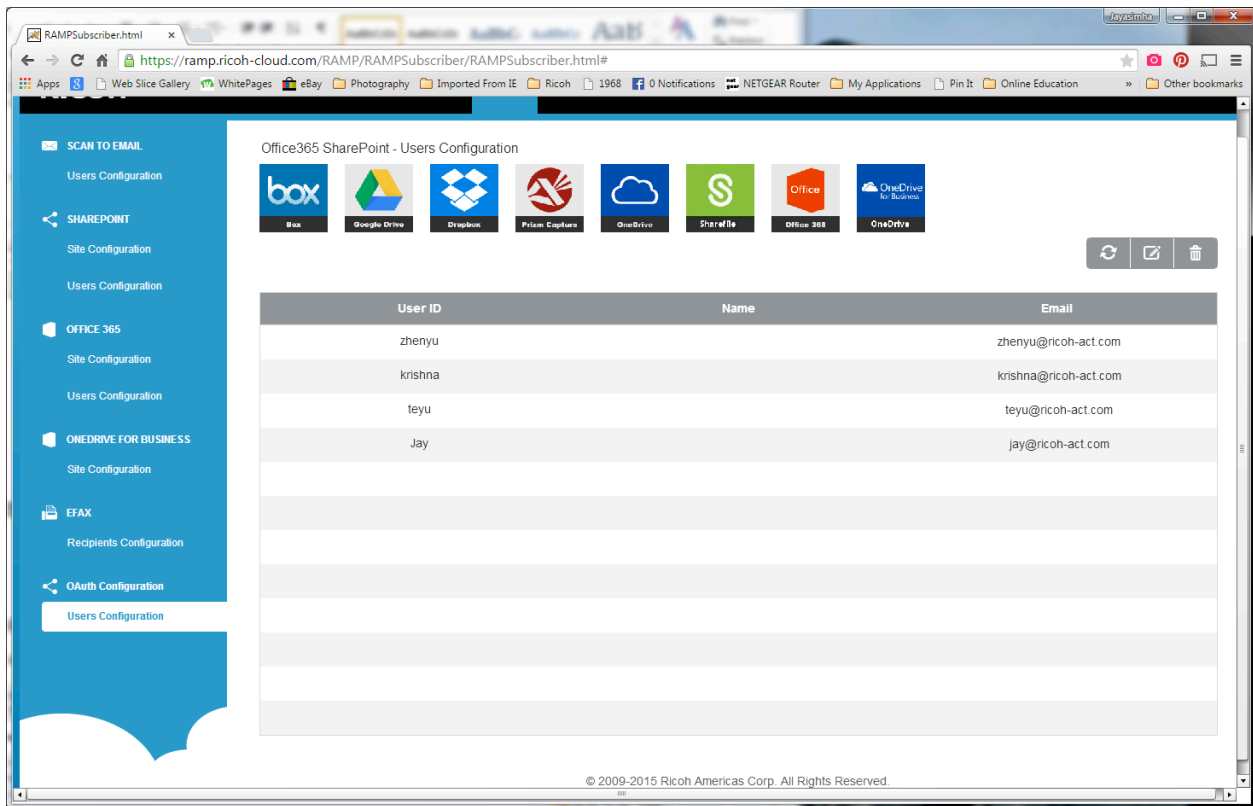 Jayasimha
RAMPSubscriber.html
https://ramp.ricoh-cloud.com/RAMP/RAMPSubscriber/RAMPSubscriber.html#
Apps Web Slice Gallery WhitePages eBay Photography Imported From IE Ricoh 1968 0 Notifications NETGEAR Router My Applications Pin It Online Education » Other bookmarks
SCAN TO EMAIL
Users Configuration
SHAREPOINT
Site Configuration
Users Configuration
OFFICE 365
Site Configuration
Users Configuration
ONEDRIVE FOR BUSINESS
Site Configuration
EFAX
Recipients Configuration
OAuth Configuration
Users Configuration
Office365 SharePoint - Users Configuration
box Office OneDrive
for Business
Box Google Drive Dropbox Prizm Capture OneDrive Sharefile Office 365 OneDrive
User ID Name Email
zhenyu zhenyu@ricoh-act.com
krishna krishna@ricoh-act.com
teyu teyu@ricoh-act.com
Jay jay@ricoh-act.com
© 2009-2015 Ricoh Americas Corp. All Rights Reserved.